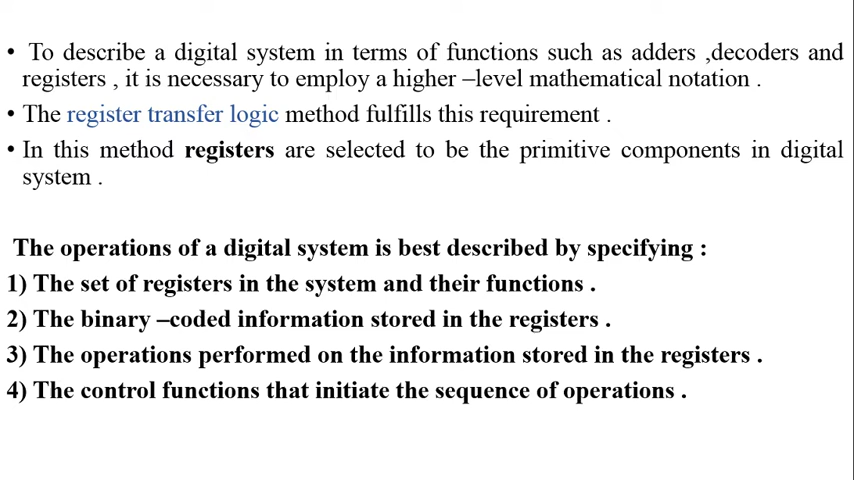 • To describe a digital system in terms of functions such as adders ,decoders and
registers , it is necessary to employ a higher –level mathematical notation .
• The register transfer logic method fulfills this requirement .
• In this method registers are selected to be the primitive components in digital
system .
The operations of a digital system is best described by specifying :
1) The set of registers in the system and their functions .
2) The binary –coded information stored in the registers .
3) The operations performed on the information stored in the registers .
4) The control functions that initiate the sequence of operations .